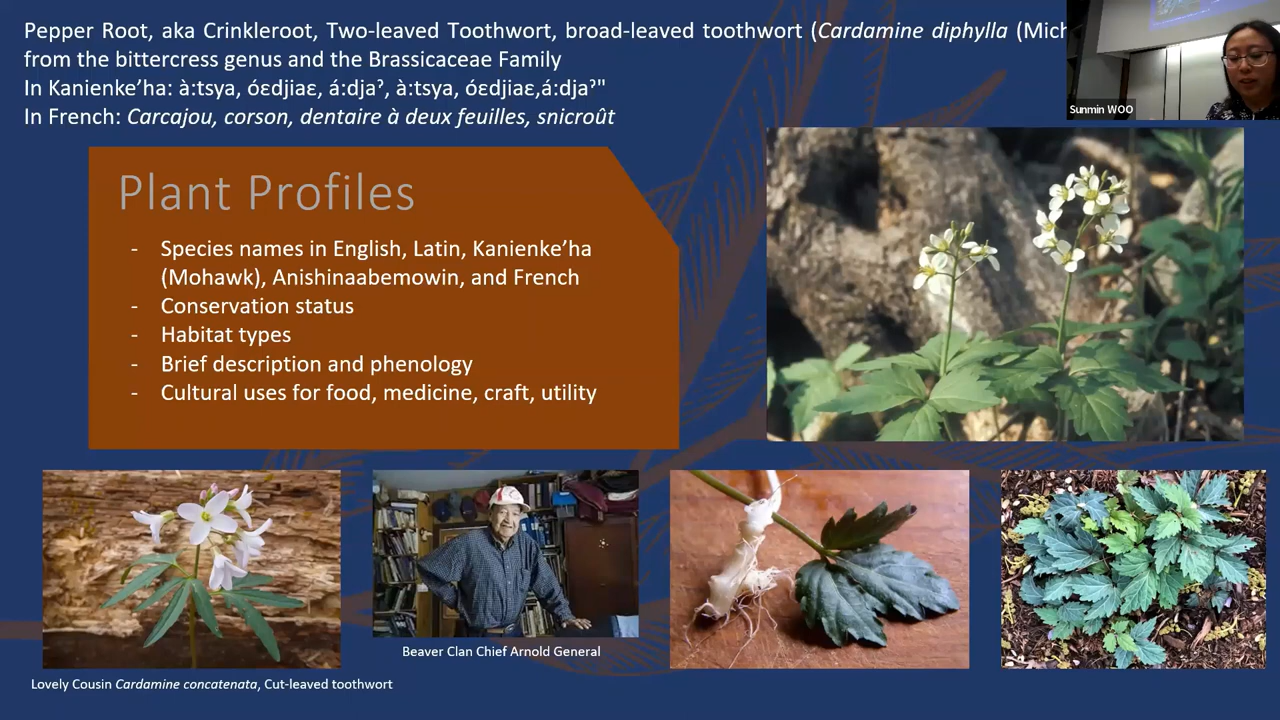 Pepper Root, aka Crinkleroot, Two-leaved Toothwort, broad-leaved toothwort (Cardamine diphylla (Mich
from the bittercress genus and the Brassicaceae Family
In Kanienke’ha: à:tsya, óɛdjiaɛ, á:djaˀ, à:tsya, óɛdjiaɛ,á:djaˀ"
In French: Carcajou, corson, dentaire à deux feuilles, snicroût
Sunmin WOO
Plant Profiles
- Species names in English, Latin, Kanienke’ha
(Mohawk), Anishinaabemowin, and French
- Conservation status
- Habitat types
- Brief description and phenology
- Cultural uses for food, medicine, craft, utility
Beaver Clan Chief Arnold General
Lovely Cousin Cardamine concatenata, Cut-leaved toothwort